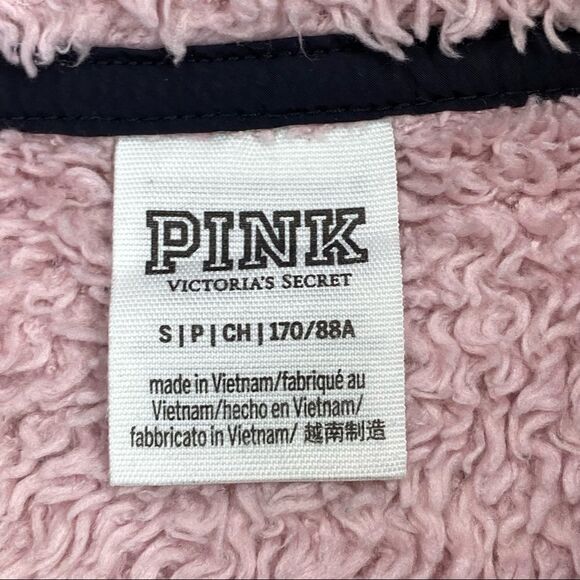 PINK
VICTORIA'S SECRET
S | P | CH | 170/88A
made in Vietnam/fabriqué au
Vietnam/hecho en Vietnam/
fabbricato in Vietnam/ 越南制造